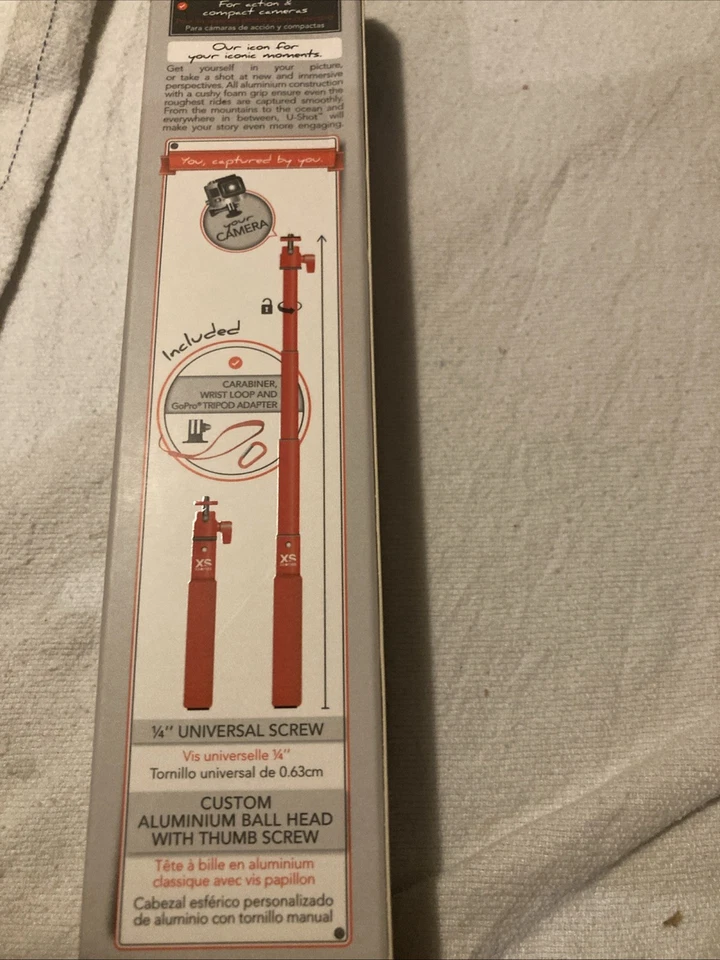 For action &
compact cameras
Para cámaras de acción y compactas
Our icon for
your iconic moments.
Get yourself in your picture,
or take a shot at new and immersive
perspectives. All aluminium construction
with a cushy foam grip ensure even the
roughest rides are captured smoothly.
From the mountains to the ocean and
everywhere in between, U-Shot™ will
make your story even more engaging.
You, captured by you.
your
CAMERA
Included
CARABINER,
WRIST LOOP AND
GoPro® TRIPOD ADAPTER
XS
XS
¼’’ UNIVERSAL SCREW
Vis universelle ¼’’
Tornillo universal de 0.63cm
CUSTOM
ALUMINIUM BALL HEAD
WITH THUMB SCREW
Tête à bille en aluminium
classique avec vis papillon
Cabezal esférico personalizado
de aluminio con tornillo manual